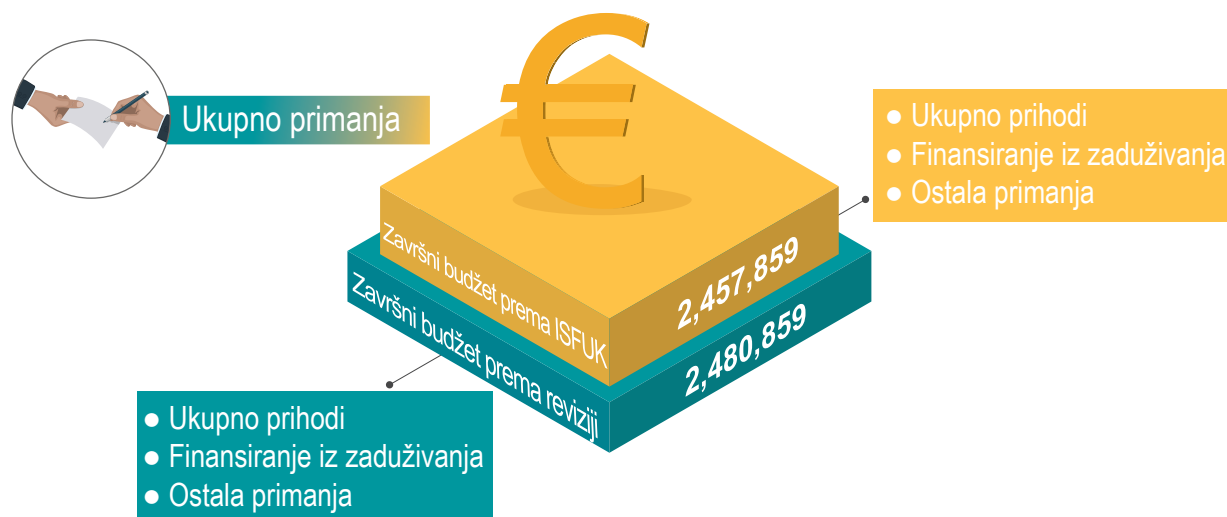 Ukupno primanja
€
● Ukupno prihodi
● Finansiranje iz zaduživanja
● Ostala primanja
Završni budžet prema ISFUK
2,457,859
Završni budžet prema reviziji
2,480,859
● Ukupno prihodi
● Finansiranje iz zaduživanja
● Ostala primanja